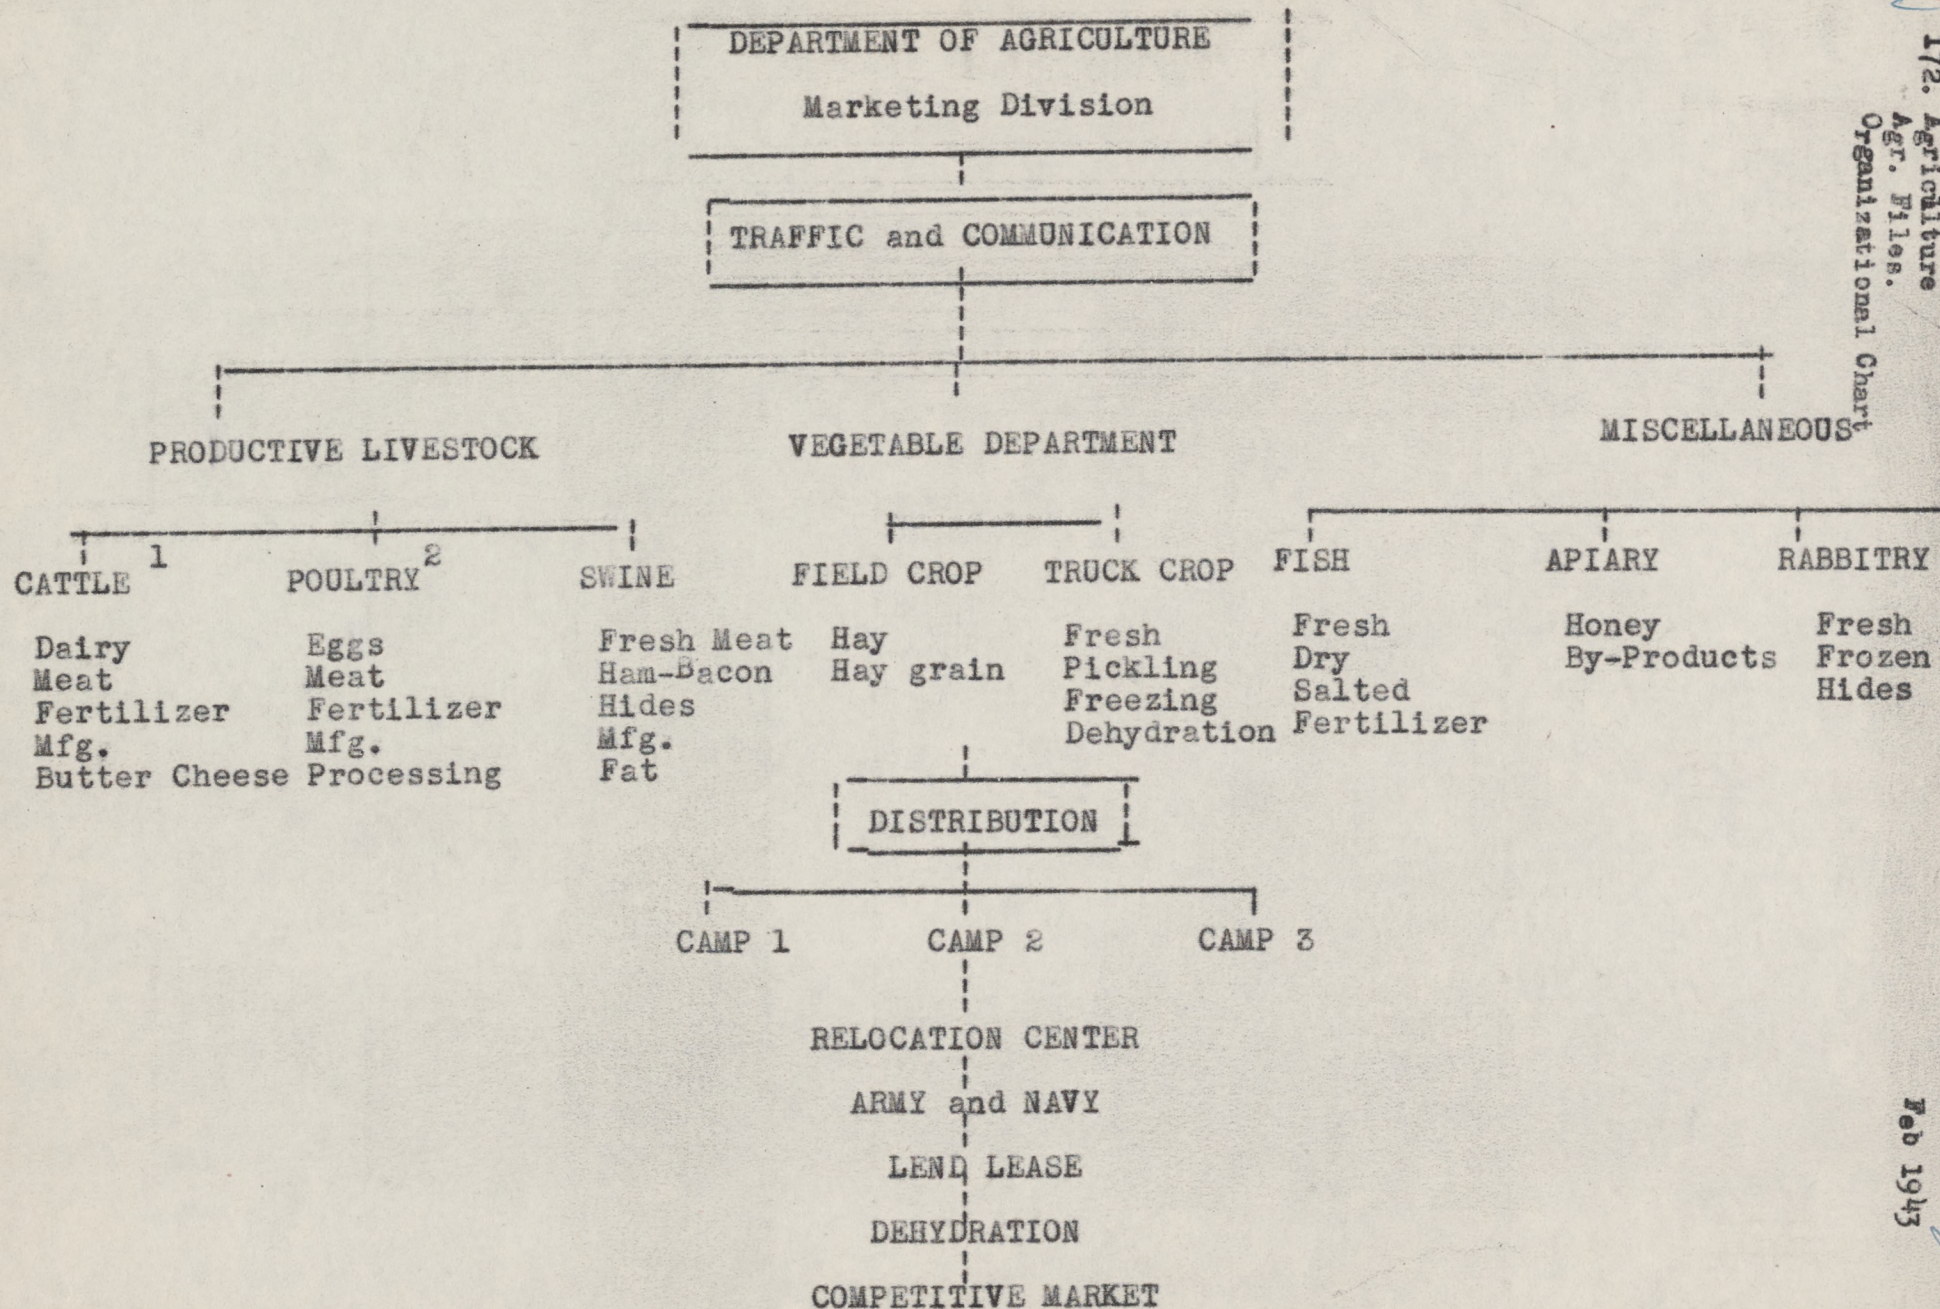 DEPARTMENT OF AGRICULTURE
Marketing Division
TRAFFIC and COMMUNICATION
PRODUCTIVE LIVESTOCK
VEGETABLE DEPARTMENT
MISCELLANEOUS
CATTLE 1
POULTRY 2
SWINE
FIELD CROP
TRUCK CROP
FISH
APIARY
RABBITRY
Dairy
Meat
Fertilizer
Mfg.
Butter Cheese
Eggs
Meat
Fertilizer
Mfg.
Processing
Fresh Meat
Ham-Bacon
Hides
Mfg.
Fat
Hay
Hay grain
Fresh
Pickling
Freezing
Dehydration
Fresh
Dry
Salted
Fertilizer
Honey
By-Products
Fresh
Frozen
Hides
DISTRIBUTION
CAMP 1
CAMP 2
CAMP 3
RELOCATION CENTER
ARMY and NAVY
LEND LEASE
DEHYDRATION
COMPETITIVE MARKET
172. Agriculture
Agr. Files.
Organizational Chart
Feb 1943